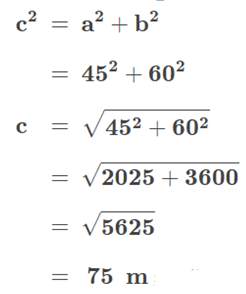 c² = a² + b²
= 45² + 60²
c = √(45² + 60²)
= √(2025 + 3600)
= √5625
= 75 m